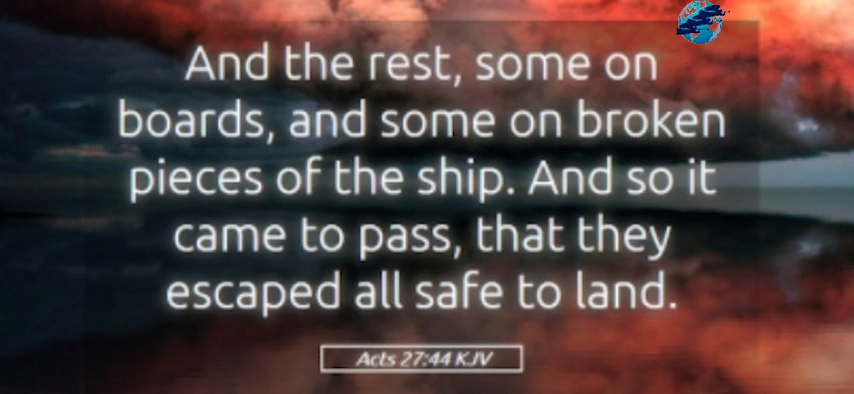 And the rest, some on
boards, and some on broken
pieces of the ship. And so it
came to pass, that they
escaped all safe to land.
Acts 27:44 KJV